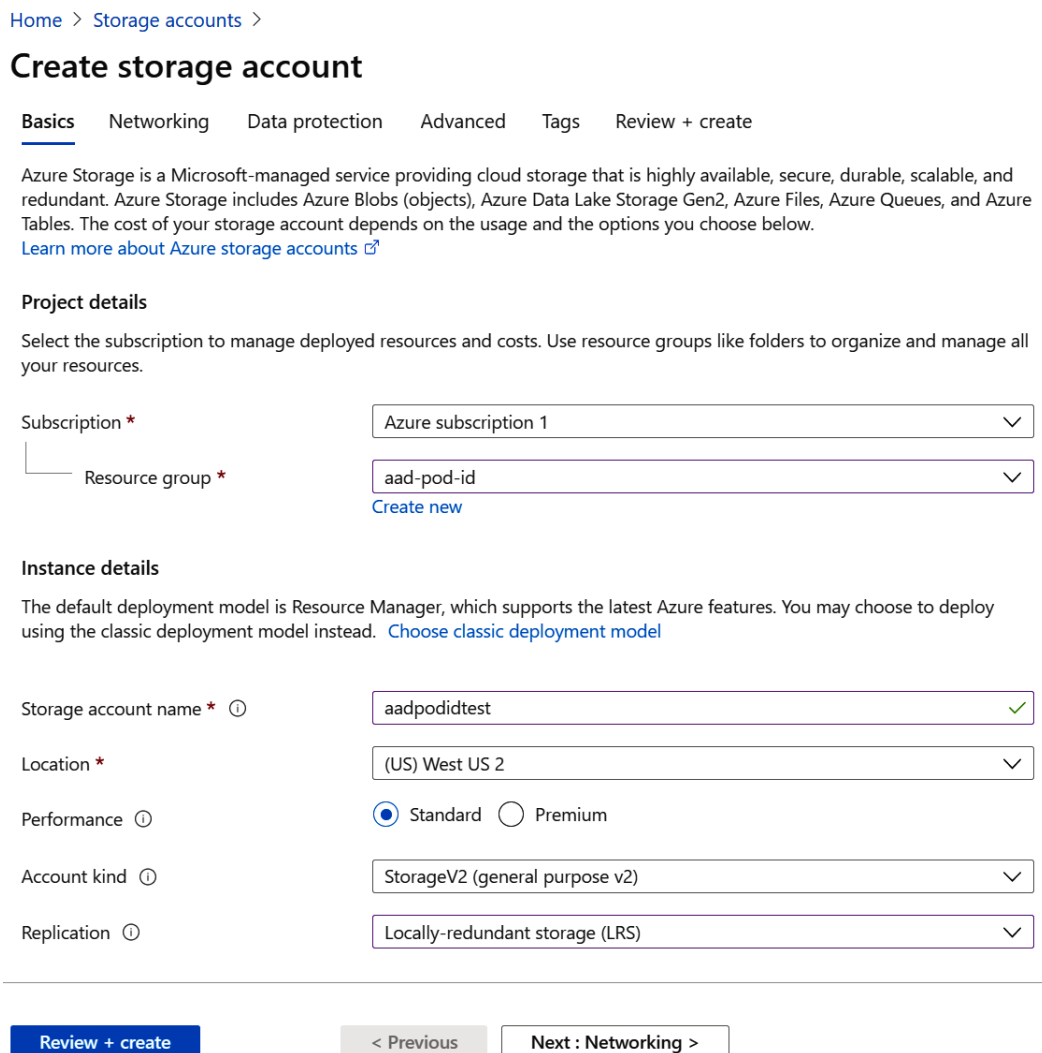 Home > Storage accounts >
Create storage account
Basics Networking Data protection Advanced Tags Review + create
Azure Storage is a Microsoft-managed service providing cloud storage that is highly available, secure, durable, scalable, and
redundant. Azure Storage includes Azure Blobs (objects), Azure Data Lake Storage Gen2, Azure Files, Azure Queues, and Azure
Tables. The cost of your storage account depends on the usage and the options you choose below.
Learn more about Azure storage accounts
Project details
Select the subscription to manage deployed resources and costs. Use resource groups like folders to organize and manage all
your resources.
Subscription * Azure subscription 1
Resource group * aad-pod-id
Create new
Instance details
The default deployment model is Resource Manager, which supports the latest Azure features. You may choose to deploy
using the classic deployment model instead. Choose classic deployment model
Storage account name * aadpodidtest
Location * (US) West US 2
Performance Standard Premium
Account kind StorageV2 (general purpose v2)
Replication Locally-redundant storage (LRS)
Review + create < Previous Next : Networking >